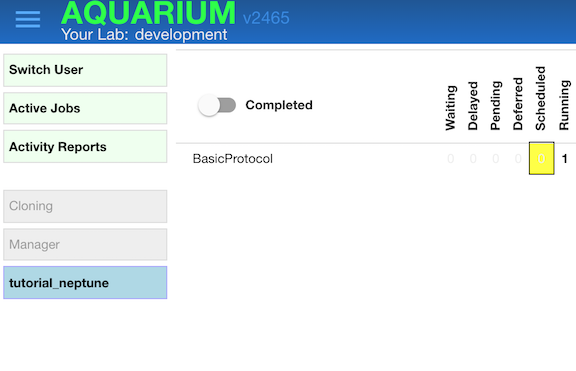 AQUARIUM v2465
Your Lab: development
Switch User
Active Jobs
Activity Reports
Cloning
Manager
tutorial_neptune
Completed
Waiting
Delayed
Pending
Deferred
Scheduled
Running
BasicProtocol 0 0 0 0 0 1